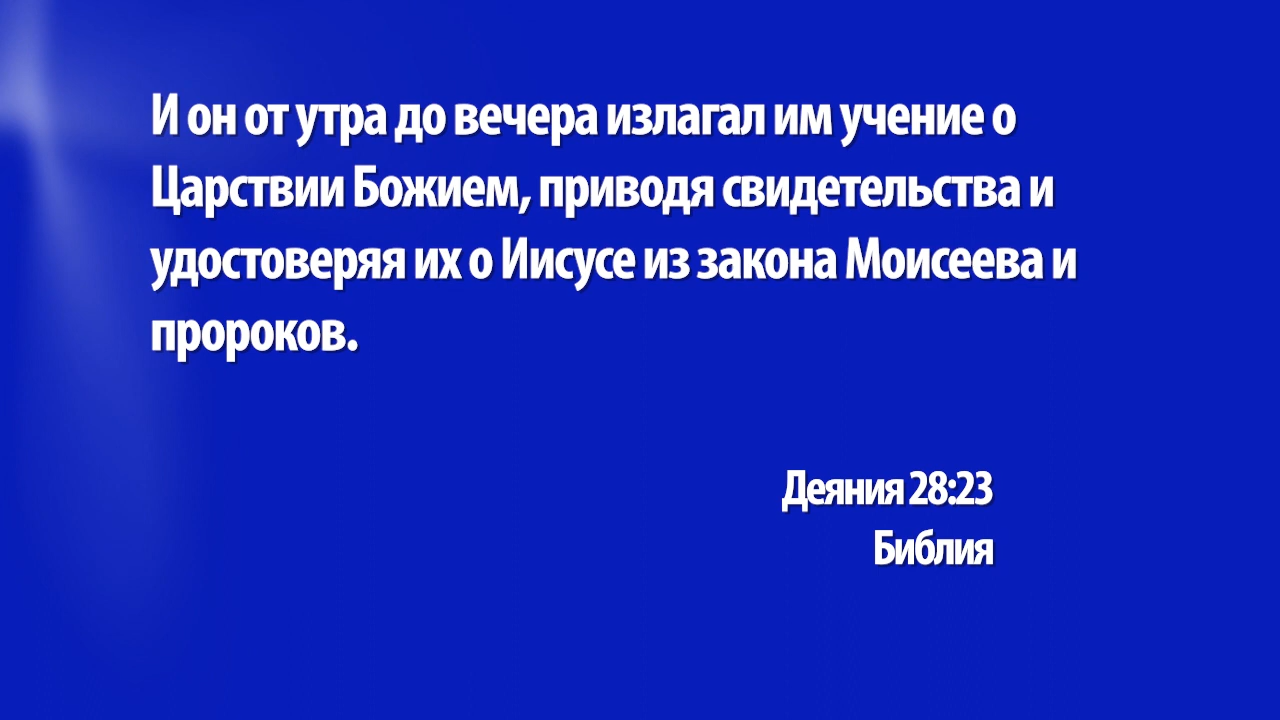 И он от утра до вечера излагал им учение о
Царствии Божием, приводя свидетельства и
удостоверяя их о Иисусе из закона Моисеева и
пророков.
Деяния 28:23
Библия